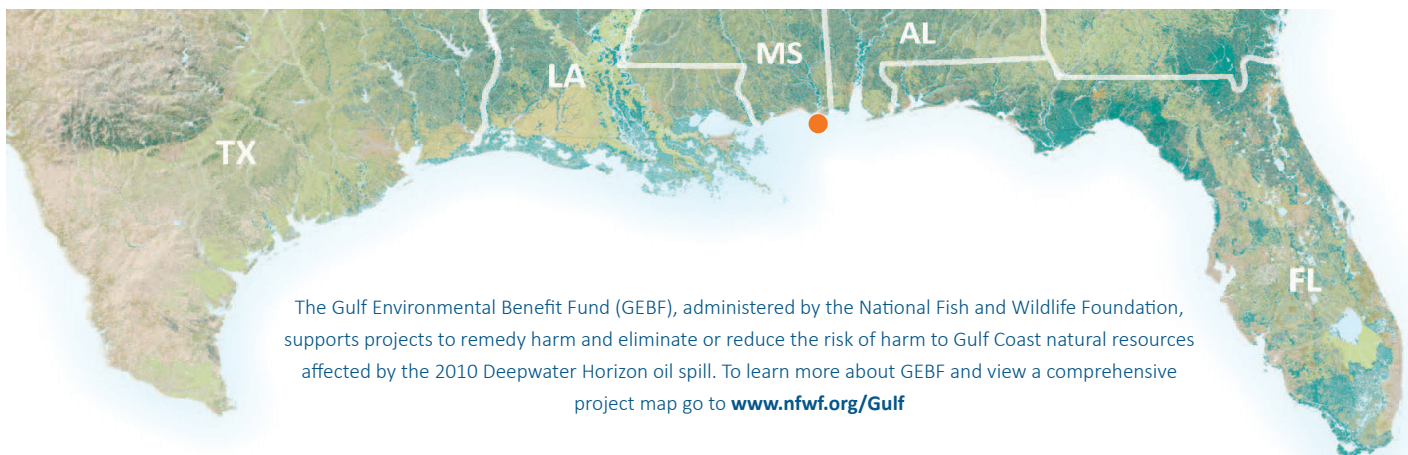 AL
MS
LA
TX
FL
The Gulf Environmental Benefit Fund (GEBF), administered by the National Fish and Wildlife Foundation,
supports projects to remedy harm and eliminate or reduce the risk of harm to Gulf Coast natural resources
affected by the 2010 Deepwater Horizon oil spill. To learn more about GEBF and view a comprehensive
project map go to www.nfwf.org/Gulf